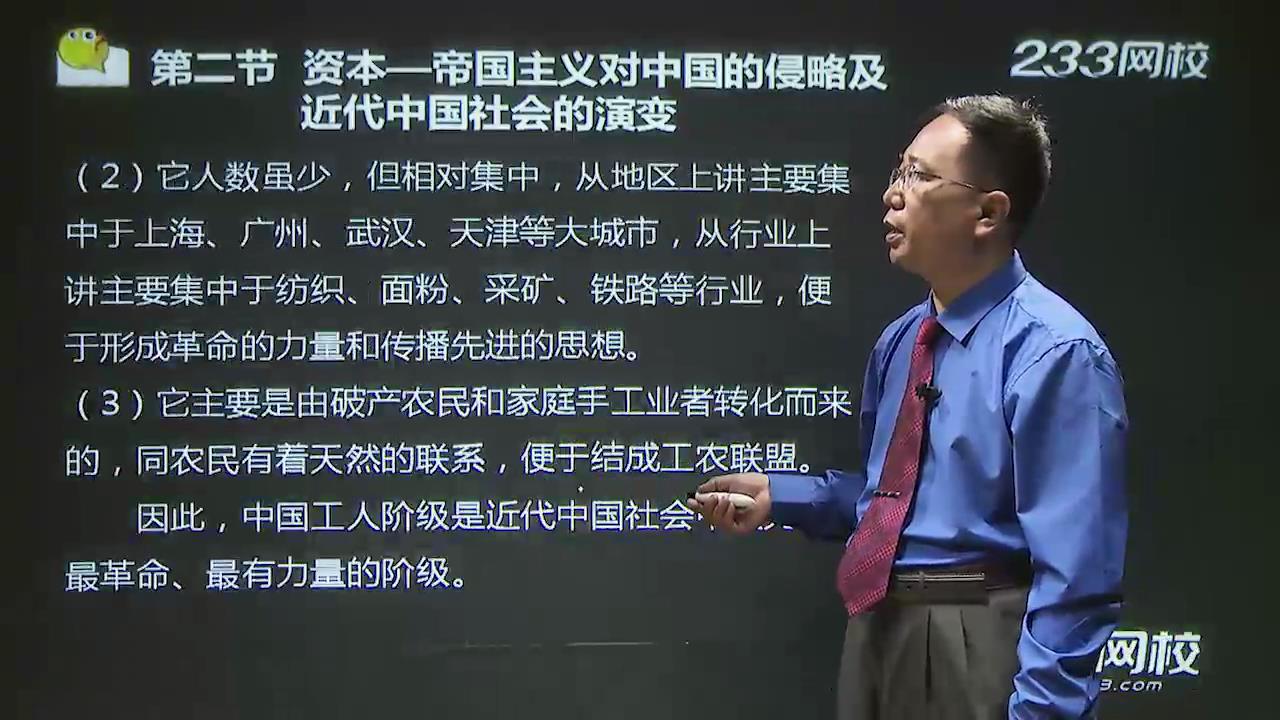 第二节 资本—帝国主义对中国的侵略及
近代中国社会的演变
233网校
（2）它人数虽少，但相对集中，从地区上讲主要集
中于上海、广州、武汉、天津等大城市，从行业上
讲主要集中于纺织、面粉、采矿、铁路等行业，便
于形成革命的力量和传播先进的思想。
（3）它主要是由破产农民和家庭手工业者转化而来
的，同农民有着天然的联系，便于结成工农联盟。
因此，中国工人阶级是近代中国社会
最革命、最有力量的阶级。
网校
3.com